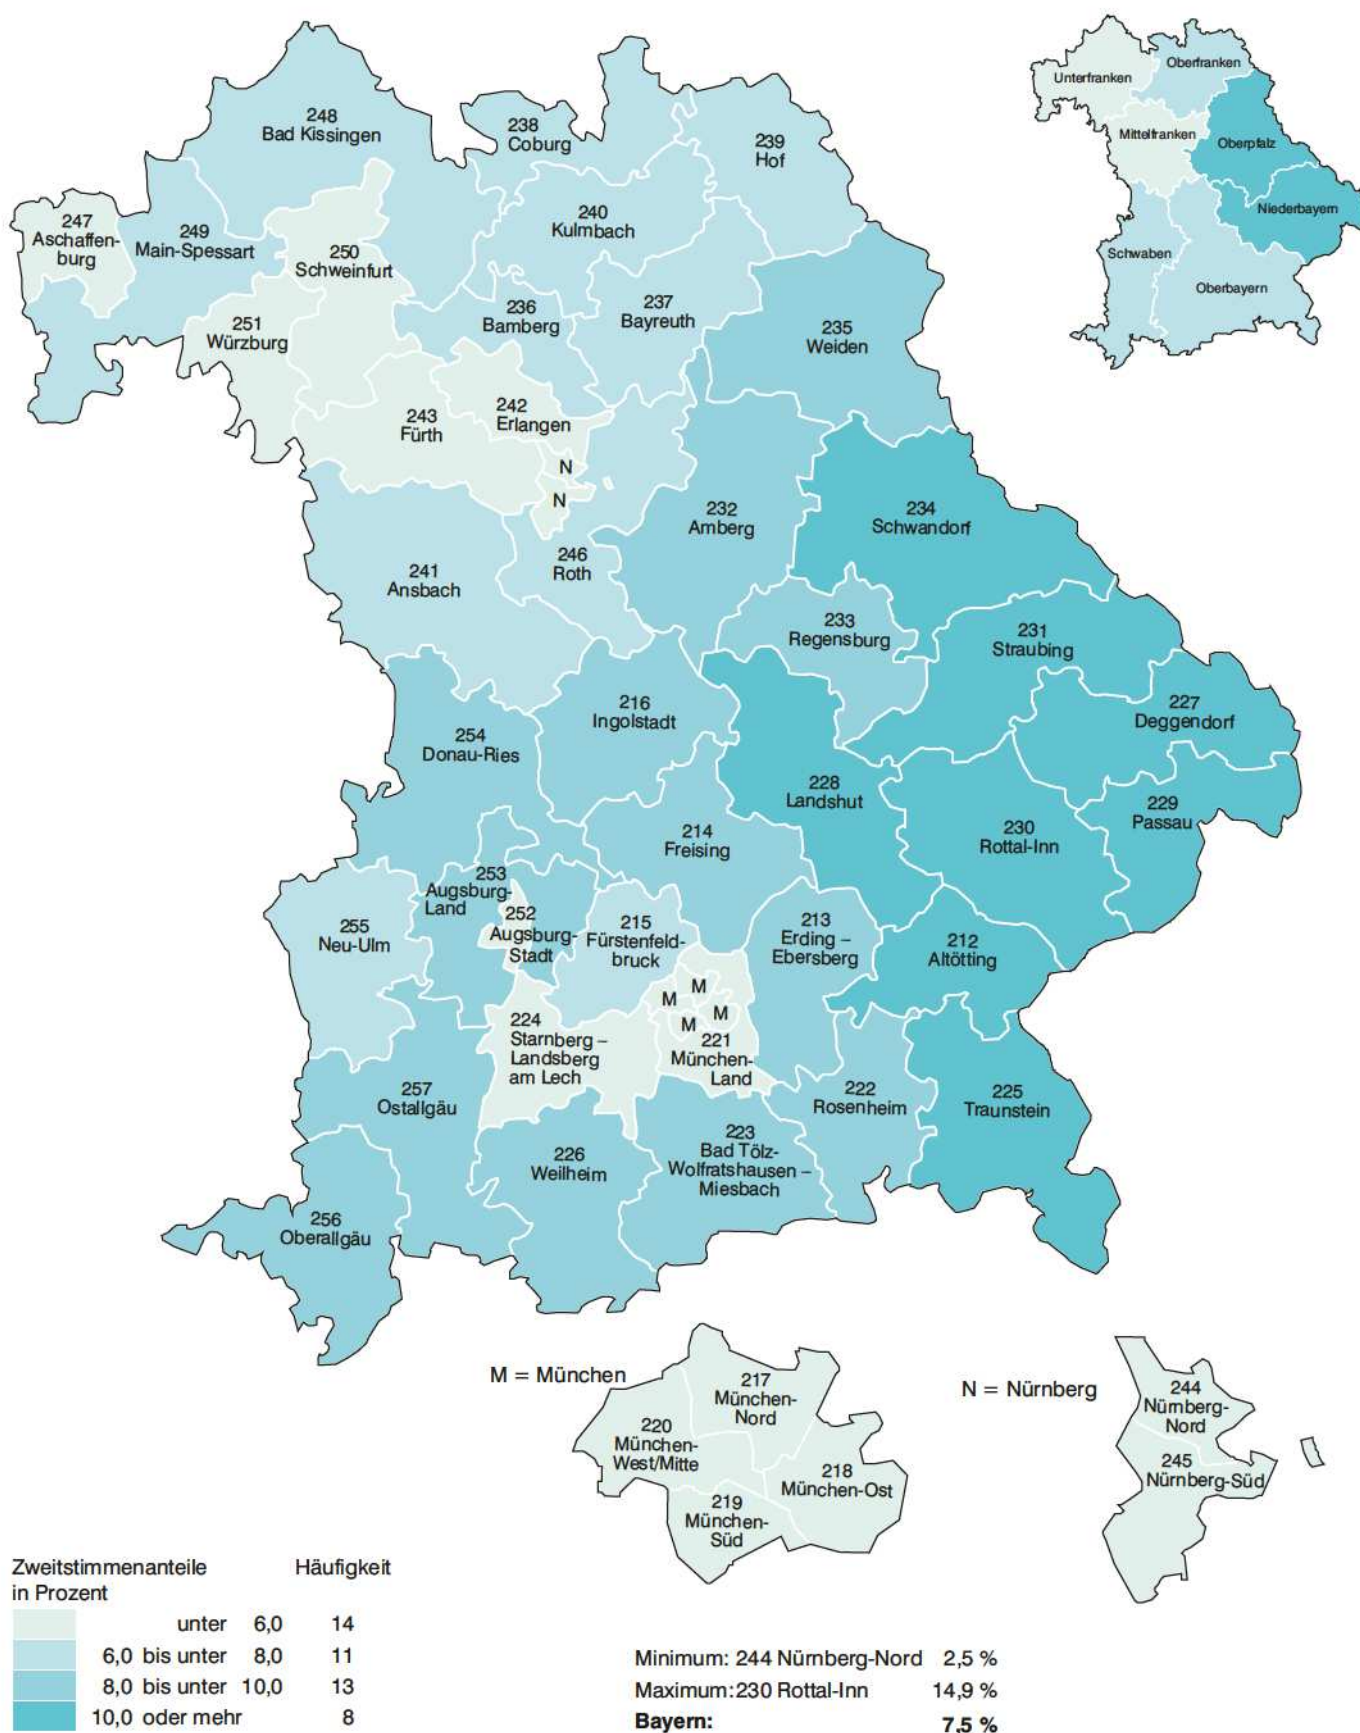 Unterfranken
Oberfranken
Mittelfranken
Oberpfalz
Niederbayern
Schwaben
Oberbayern
248
Bad Kissingen
238
Coburg
239
Hof
247
Aschaffen-
burg
249
Main-Spessart
240
Kulmbach
250
Schweinfurt
251
Würzburg
236
Bamberg
237
Bayreuth
235
Weiden
243
Fürth
242
Erlangen
N
N
232
Amberg
234
Schwandorf
241
Ansbach
246
Roth
233
Regensburg
231
Straubing
216
Ingolstadt
227
Deggendorf
254
Donau-Ries
228
Landshut
229
Passau
230
Rottal-Inn
214
Freising
253
Augsburg-
Land
252
Augsburg-
Stadt
255
Neu-Ulm
215
Fürstenfeld-
bruck
213
Erding –
Ebersberg
212
Altötting
M
M
M
M
221
München-
Land
224
Starnberg –
Landsberg
am Lech
257
Ostallgäu
222
Rosenheim
225
Traunstein
226
Weilheim
223
Bad Tölz-
Wolfratshausen –
Miesbach
256
Oberallgäu
M = München
217
München-
Nord
220
München-
West/Mitte
218
München-Ost
219
München-
Süd
N = Nürnberg
244
Nürnberg-
Nord
245
Nürnberg-Süd
Zweitstimmenanteile Häufigkeit
in Prozent
unter 6,0 14
6,0 bis unter 8,0 11
8,0 bis unter 10,0 13
10,0 oder mehr 8
Minimum: 244 Nürnberg-Nord 2,5 %
Maximum: 230 Rottal-Inn 14,9 %
Bayern: 7,5 %